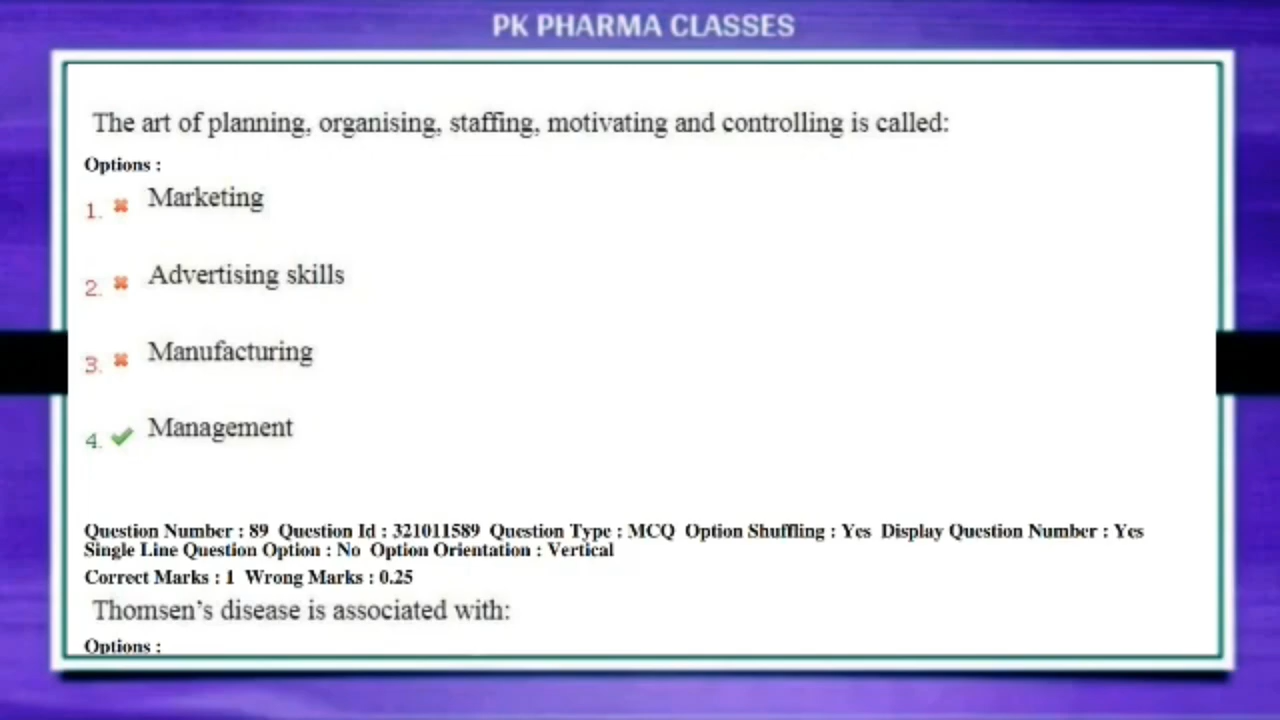 PK PHARMA CLASSES
The art of planning, organising, staffing, motivating and controlling is called:
Options :
1. Marketing
2. Advertising skills
3. Manufacturing
4. Management
Question Number : 89 Question Id : 321011589 Question Type : MCQ Option Shuffling : Yes Display Question Number : Yes
Single Line Question Option : No Option Orientation : Vertical
Correct Marks : 1 Wrong Marks : 0.25
Thomsen's disease is associated with:
Options :